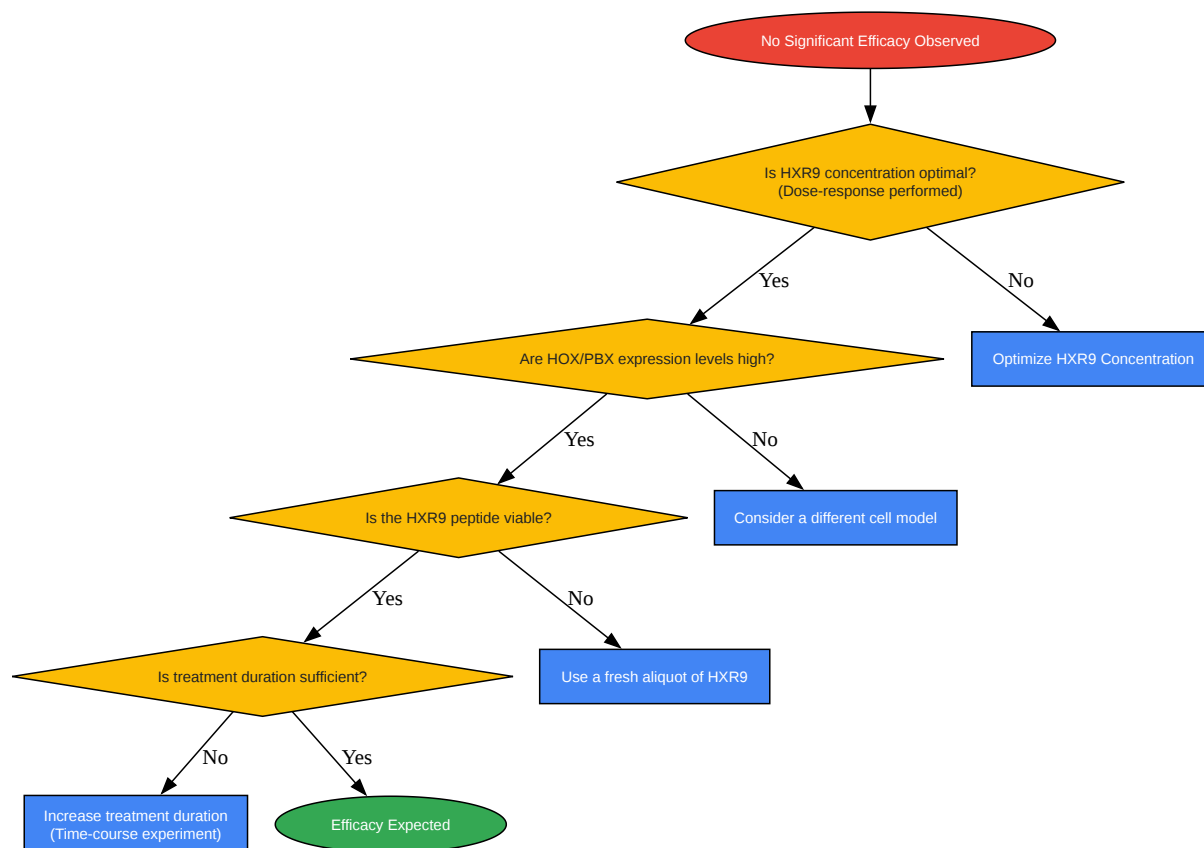 No Significant Efficacy Observed
Is HXR9 concentration optimal?
(Dose-response performed)
Yes
No
Are HOX/PBX expression levels high?
Optimize HXR9 Concentration
Yes
No
Is the HXR9 peptide viable?
Consider a different cell model
Yes
No
Is treatment duration sufficient?
Use a fresh aliquot of HXR9
No
Yes
Increase treatment duration
(Time-course experiment)
Efficacy Expected